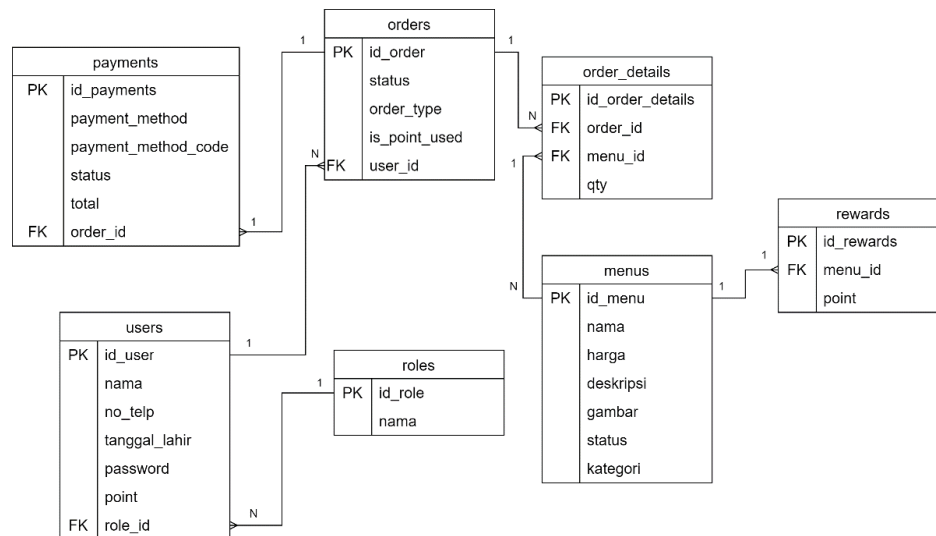 orders
PK id_order
status
order_type
is_point_used
FK user_id
payments
PK id_payments
payment_method
payment_method_code
status
total
FK order_id
order_details
PK id_order_details
FK order_id
FK menu_id
qty
rewards
PK id_rewards
FK menu_id
point
menus
PK id_menu
nama
harga
deskripsi
gambar
status
kategori
users
PK id_user
nama
no_telp
tanggal_lahir
password
point
FK role_id
roles
PK id_role
nama
1
1
N
1
1
N
1
N
1
1
1
N